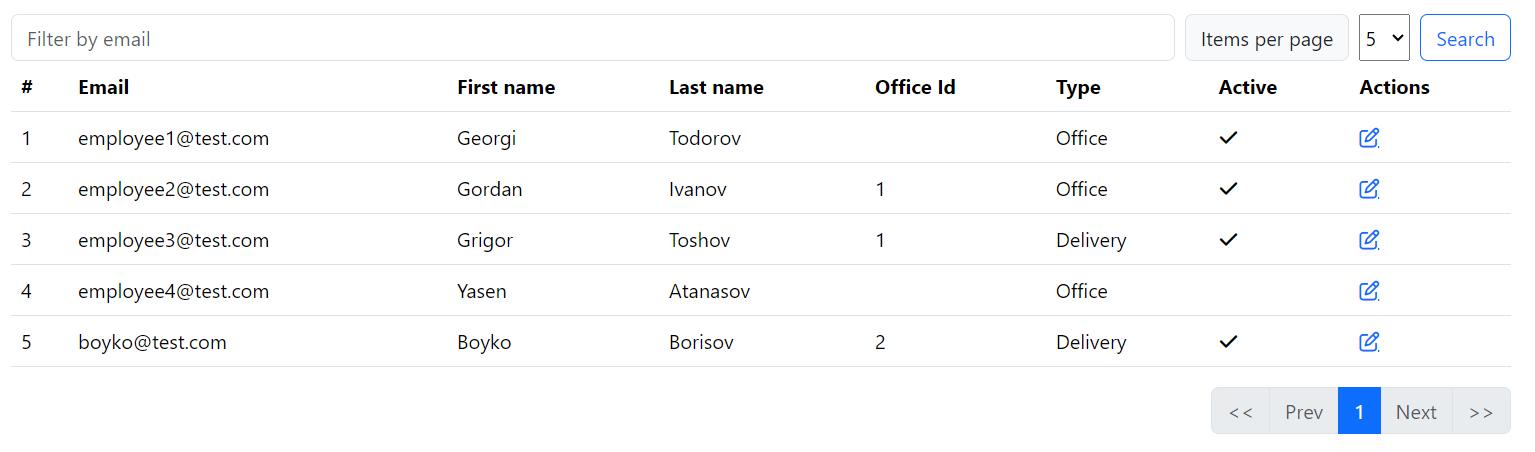 Filter by email Items per page 5 Search
# Email First name Last name Office Id Type Active Actions
1 employee1@test.com Georgi Todorov Office
2 employee2@test.com Gordan Ivanov 1 Office
3 employee3@test.com Grigor Toshov 1 Delivery
4 employee4@test.com Yasen Atanasov Office
5 boyko@test.com Boyko Borisov 2 Delivery
<< Prev 1 Next >>